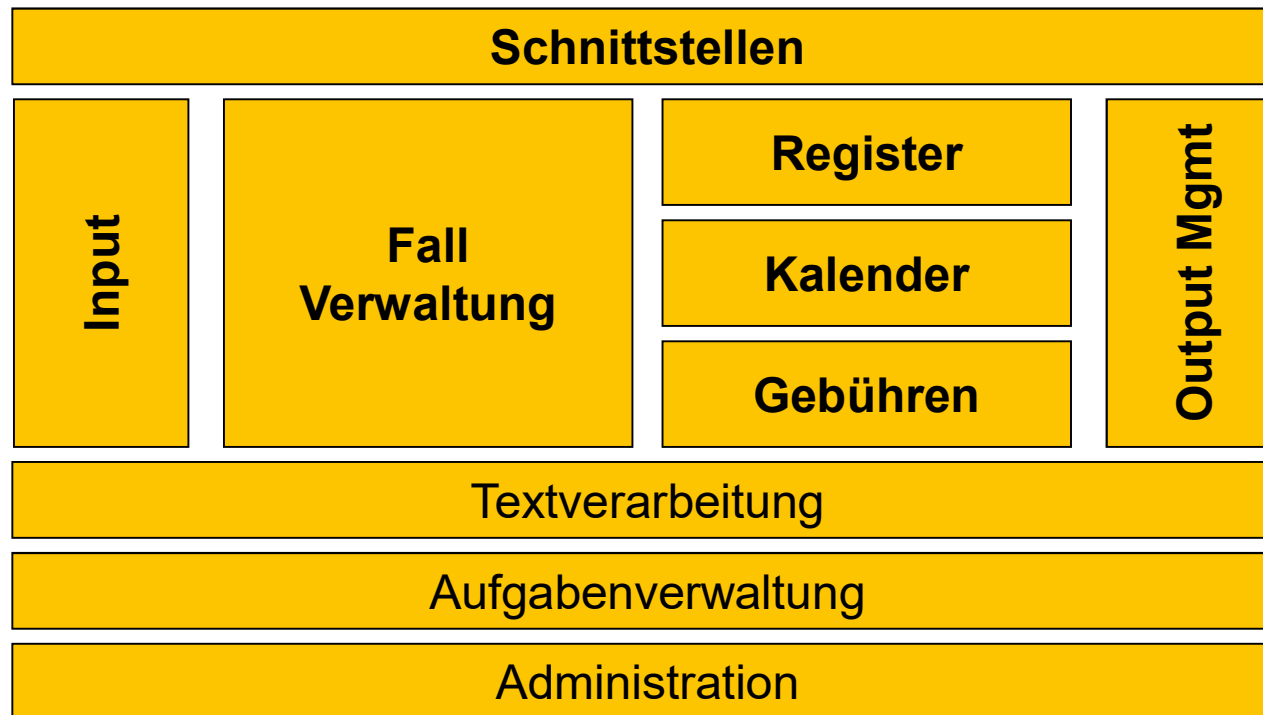 Schnittstellen
Input
Fall
Verwaltung
Register
Kalender
Gebühren
Output Mgmt
Textverarbeitung
Aufgabenverwaltung
Administration